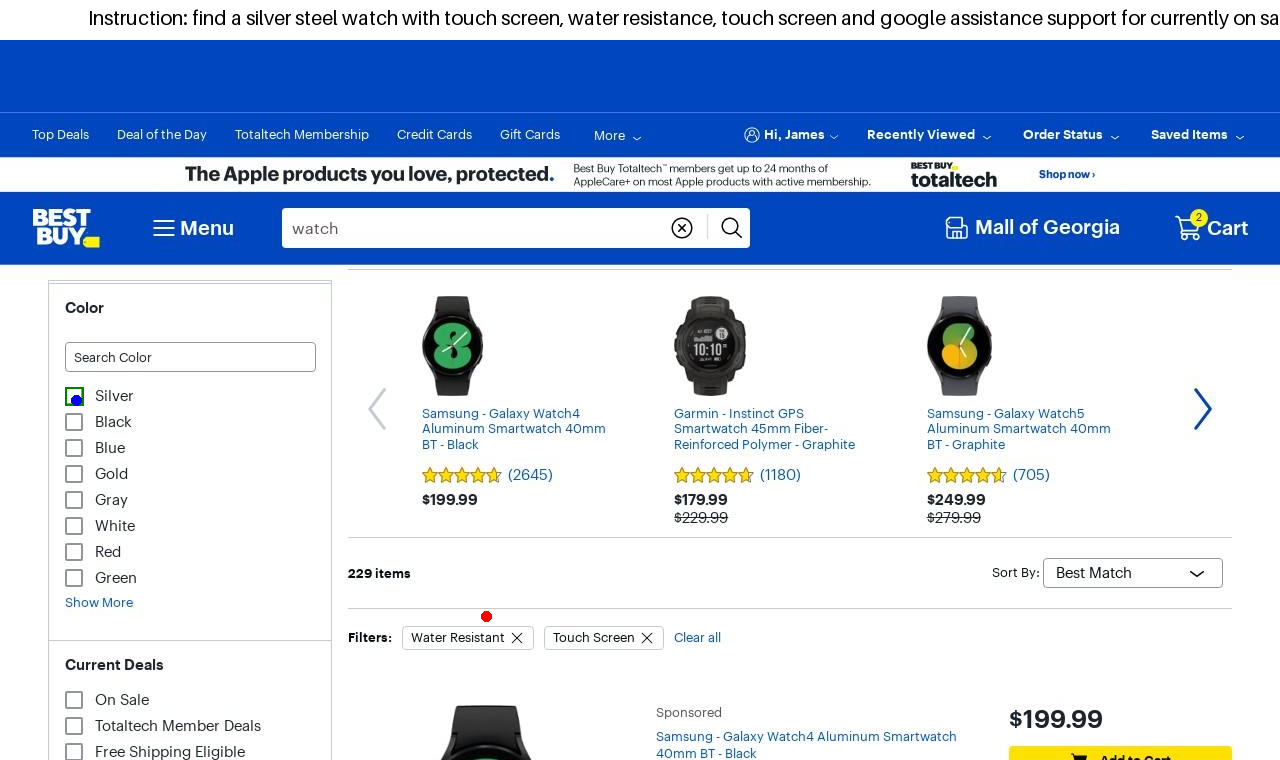 Instruction: find a silver steel watch with touch screen, water resistance, touch screen and google assistance support for currently on sa
Top Deals Deal of the Day Totaltech Membership Credit Cards Gift Cards More Hi, James Recently Viewed Order Status Saved Items
The Apple products you love, protected. Best Buy Totaltech™ members get up to 24 months of
AppleCare+ on most Apple products with active membership. BEST BUY totaltech Shop now ›
BEST BUY Menu watch Mall of Georgia 2 Cart
Color
Search Color
Silver
Black
Blue
Gold
Gray
White
Red
Green
Show More
Current Deals
On Sale
Totaltech Member Deals
Free Shipping Eligible
Samsung - Galaxy Watch4
Aluminum Smartwatch 40mm
BT - Black
(2645)
$199.99
Garmin - Instinct GPS
Smartwatch 45mm Fiber-
Reinforced Polymer - Graphite
(1180)
$179.99
$229.99
Samsung - Galaxy Watch5
Aluminum Smartwatch 40mm
BT - Graphite
(705)
$249.99
$279.99
229 items Sort By: Best Match
Filters: Water Resistant Touch Screen Clear all
Sponsored
Samsung - Galaxy Watch4 Aluminum Smartwatch
40mm BT - Black
$199.99
Add to Cart